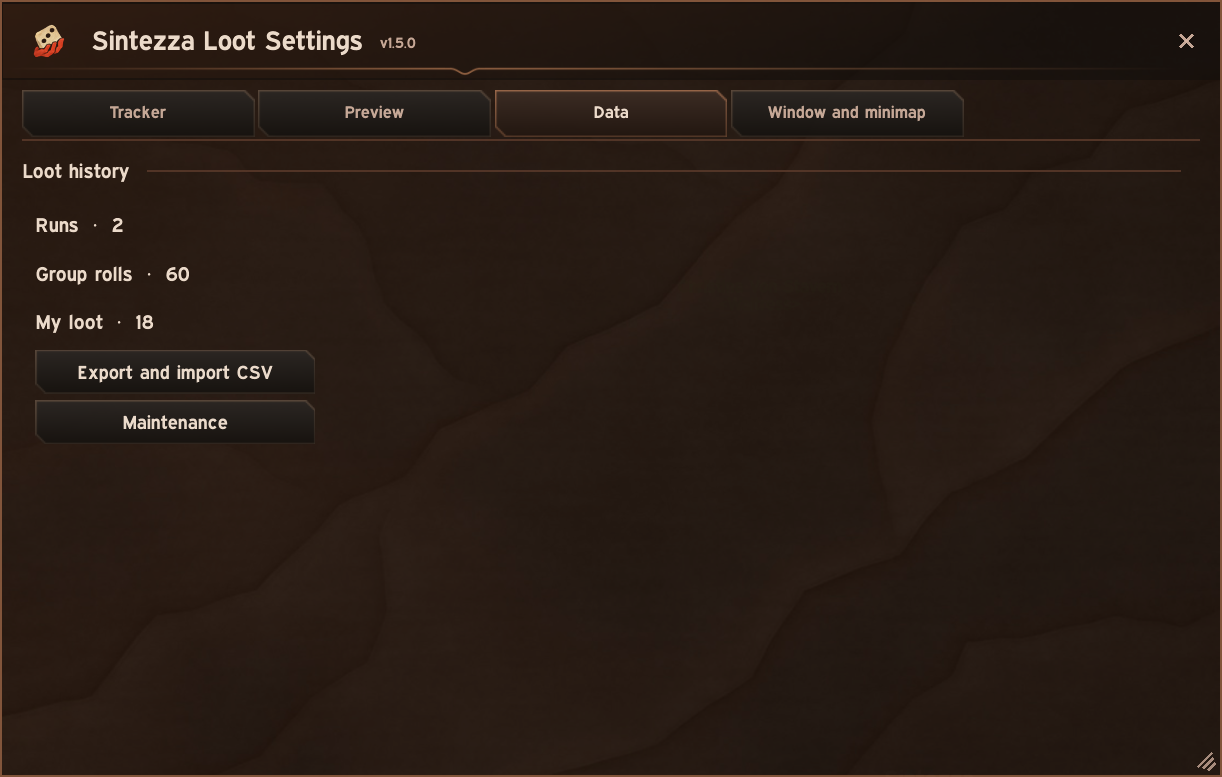 Sintezza Loot Settings v1.5.0
Tracker Preview Data Window and minimap
Loot history
Runs · 2
Group rolls · 60
My loot · 18
Export and import CSV
Maintenance